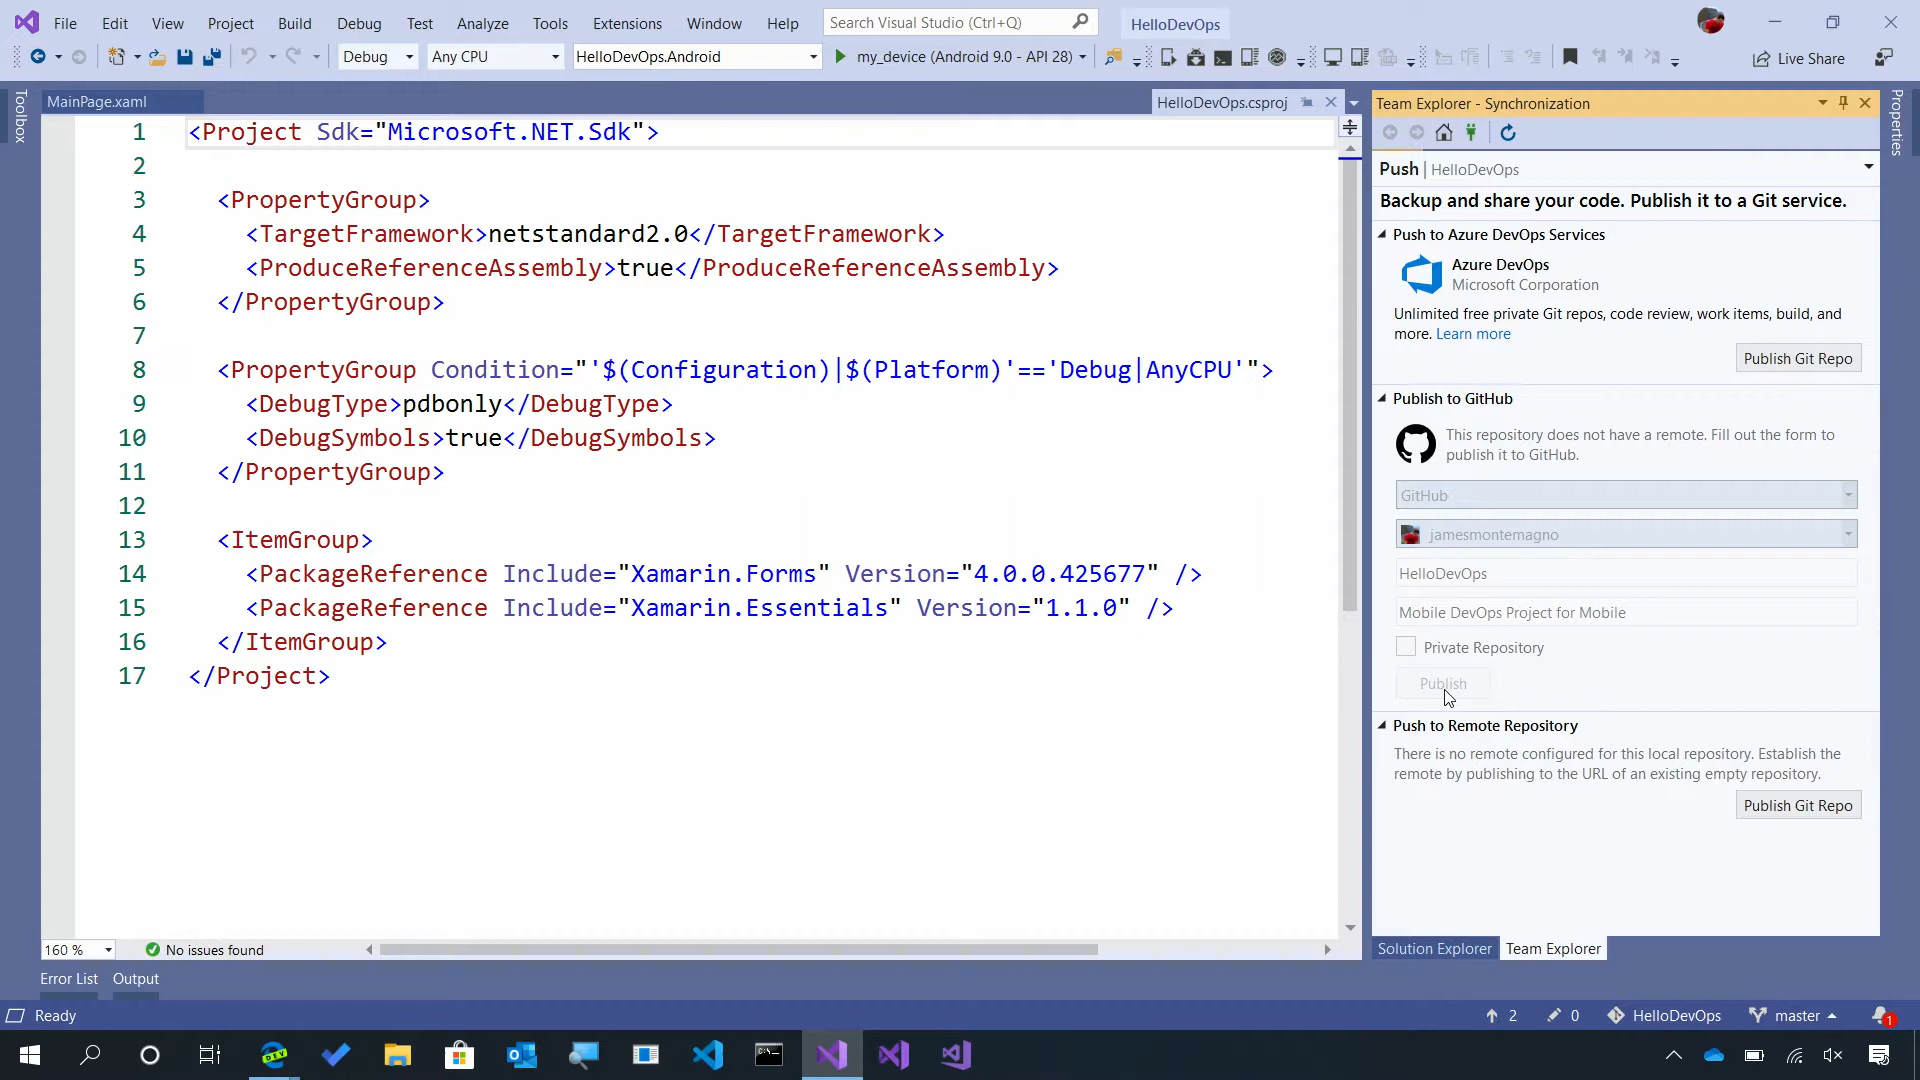 File Edit View Project Build Debug Test Analyze Tools Extensions Window Help Search Visual Studio (Ctrl+Q) HelloDevOps
Debug Any CPU HelloDevOps.Android my_device (Android 9.0 - API 28) Live Share
Toolbox
MainPage.xaml HelloDevOps.csproj
1 <Project Sdk="Microsoft.NET.Sdk">
2
3 <PropertyGroup>
4 <TargetFramework>netstandard2.0</TargetFramework>
5 <ProduceReferenceAssembly>true</ProduceReferenceAssembly>
6 </PropertyGroup>
7
8 <PropertyGroup Condition="'$(Configuration)|$(Platform)'=='Debug|AnyCPU'">
9 <DebugType>pdbonly</DebugType>
10 <DebugSymbols>true</DebugSymbols>
11 </PropertyGroup>
12
13 <ItemGroup>
14 <PackageReference Include="Xamarin.Forms" Version="4.0.0.425677" />
15 <PackageReference Include="Xamarin.Essentials" Version="1.1.0" />
16 </ItemGroup>
17 </Project>
160 % No issues found
Team Explorer - Synchronization
Push | HelloDevOps
Backup and share your code. Publish it to a Git service.
Push to Azure DevOps Services
Azure DevOps
Microsoft Corporation
Unlimited free private Git repos, code review, work items, build, and
more. Learn more
Publish Git Repo
Publish to GitHub
This repository does not have a remote. Fill out the form to
publish it to GitHub.
GitHub
jamesmontemagno
HelloDevOps
Mobile DevOps Project for Mobile
Private Repository
Publish
Push to Remote Repository
There is no remote configured for this local repository. Establish the
remote by publishing to the URL of an existing empty repository.
Publish Git Repo
Solution Explorer Team Explorer
Properties
Error List Output
Ready 2 0 HelloDevOps master 1
DEV